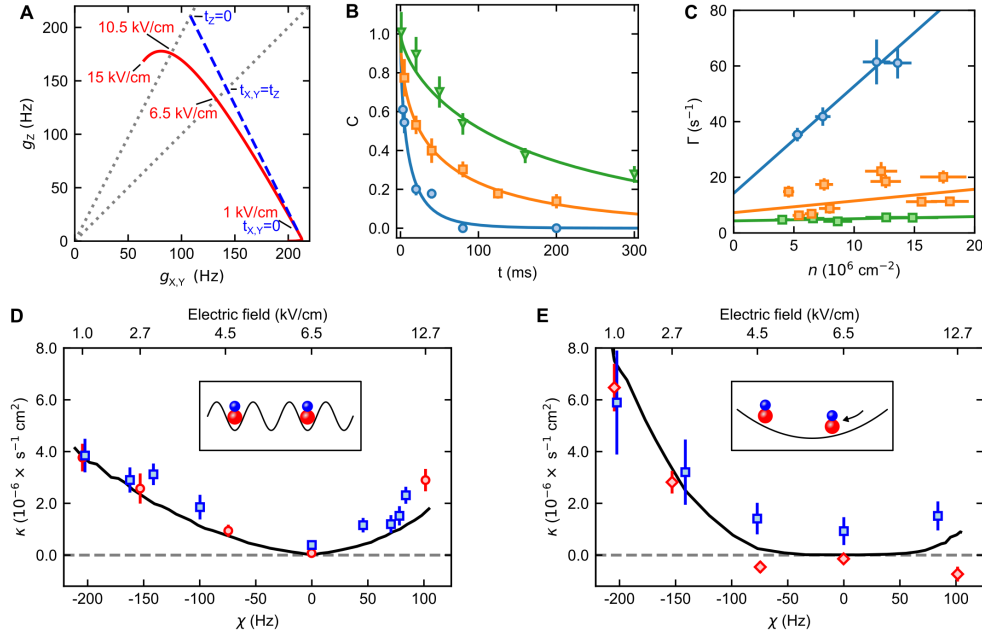 A
B
C
200
150
100
50
0
g_Z (Hz)
0
50
100
150
200
g_X,Y (Hz)
10.5 kV/cm
t_Z=0
15 kV/cm
t_X,Y=t_Z
6.5 kV/cm
1 kV/cm
t_X,Y=0
1.0
0.8
0.6
0.4
0.2
0.0
C
0
100
200
300
t (ms)
80
60
40
20
0
Γ (s⁻¹)
0
5
10
15
20
n (10⁶ cm⁻²)
D
Electric field (kV/cm)
1.0 2.7 4.5 6.5 12.7
8.0
6.0
4.0
2.0
0.0
κ (10⁻⁶ × s⁻¹ cm²)
-200 -150 -100 -50 0 50 100
χ (Hz)
E
Electric field (kV/cm)
1.0 2.7 4.5 6.5 12.7
8.0
6.0
4.0
2.0
0.0
κ (10⁻⁶ × s⁻¹ cm²)
-200 -150 -100 -50 0 50 100
χ (Hz)